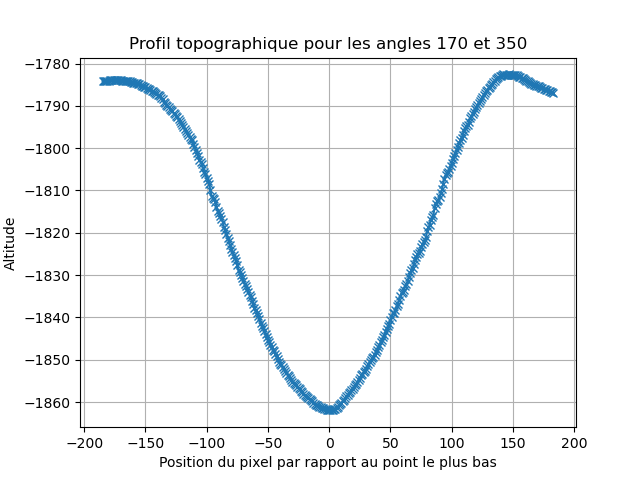 Profil topographique pour les angles 170 et 350
−1780
−1790
−1800
−1810
−1820
−1830
−1840
−1850
−1860
Altitude
−200 −150 −100 −50 0 50 100 150 200
Position du pixel par rapport au point le plus bas